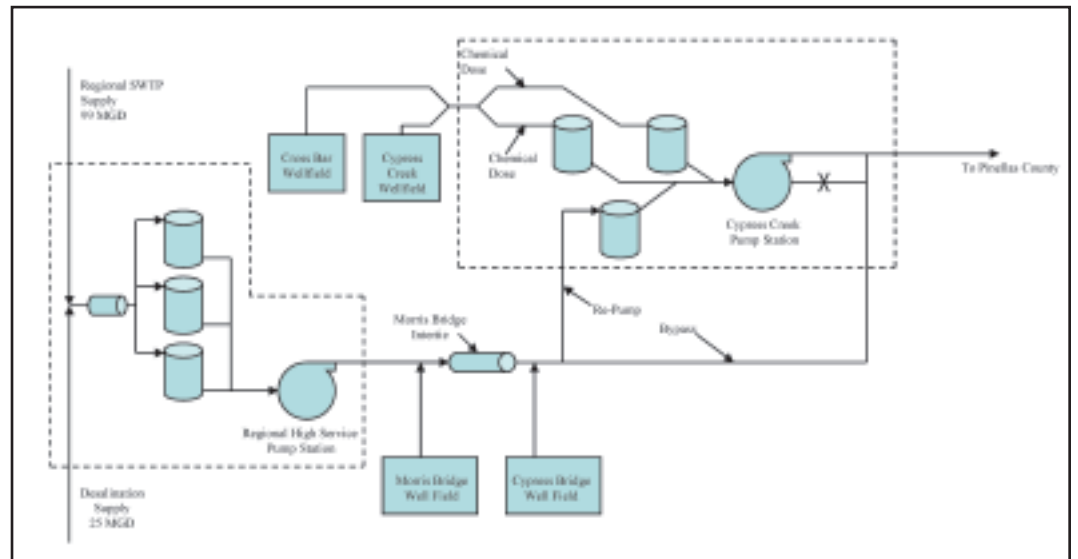 Regional SWTP
Supply
99 MGD
Chemical
Dose
Cross Bar
Wellfield
Cypress
Creek
Wellfield
Chemical
Dose
To Pinellas County
Cypress Creek
Pump Station
Re-Pump
Morris Bridge
Intertie
Bypass
Regional High Service
Pump Station
Morris Bridge
Well Field
Cypress Bridge
Well Field
Desalination
Supply
25 MGD